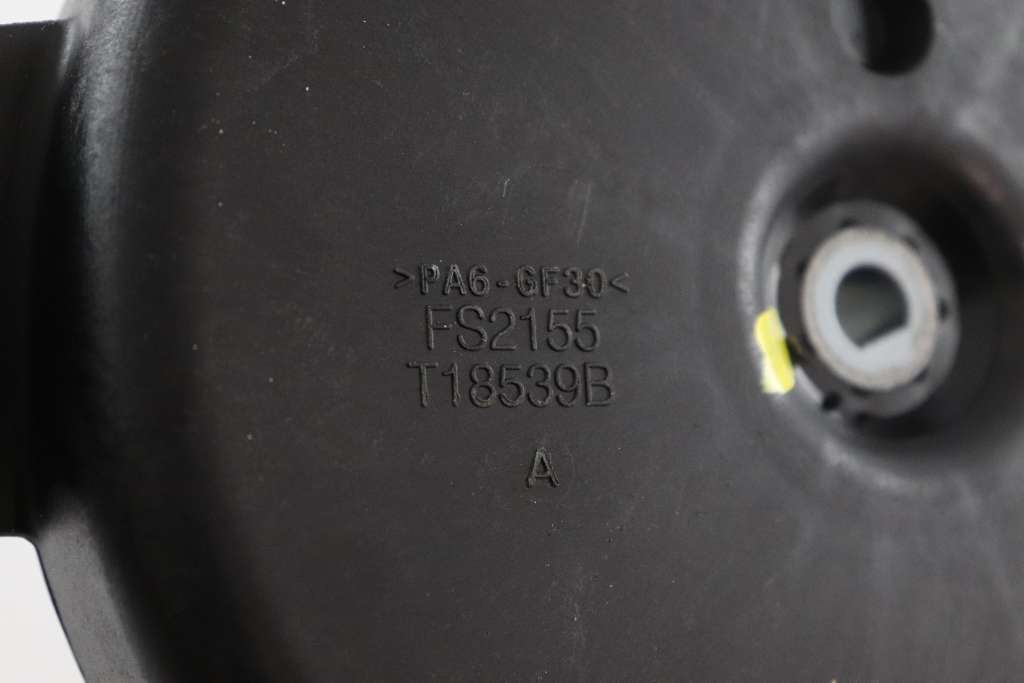 >PA6-GF30<
FS2155
T18539B
A